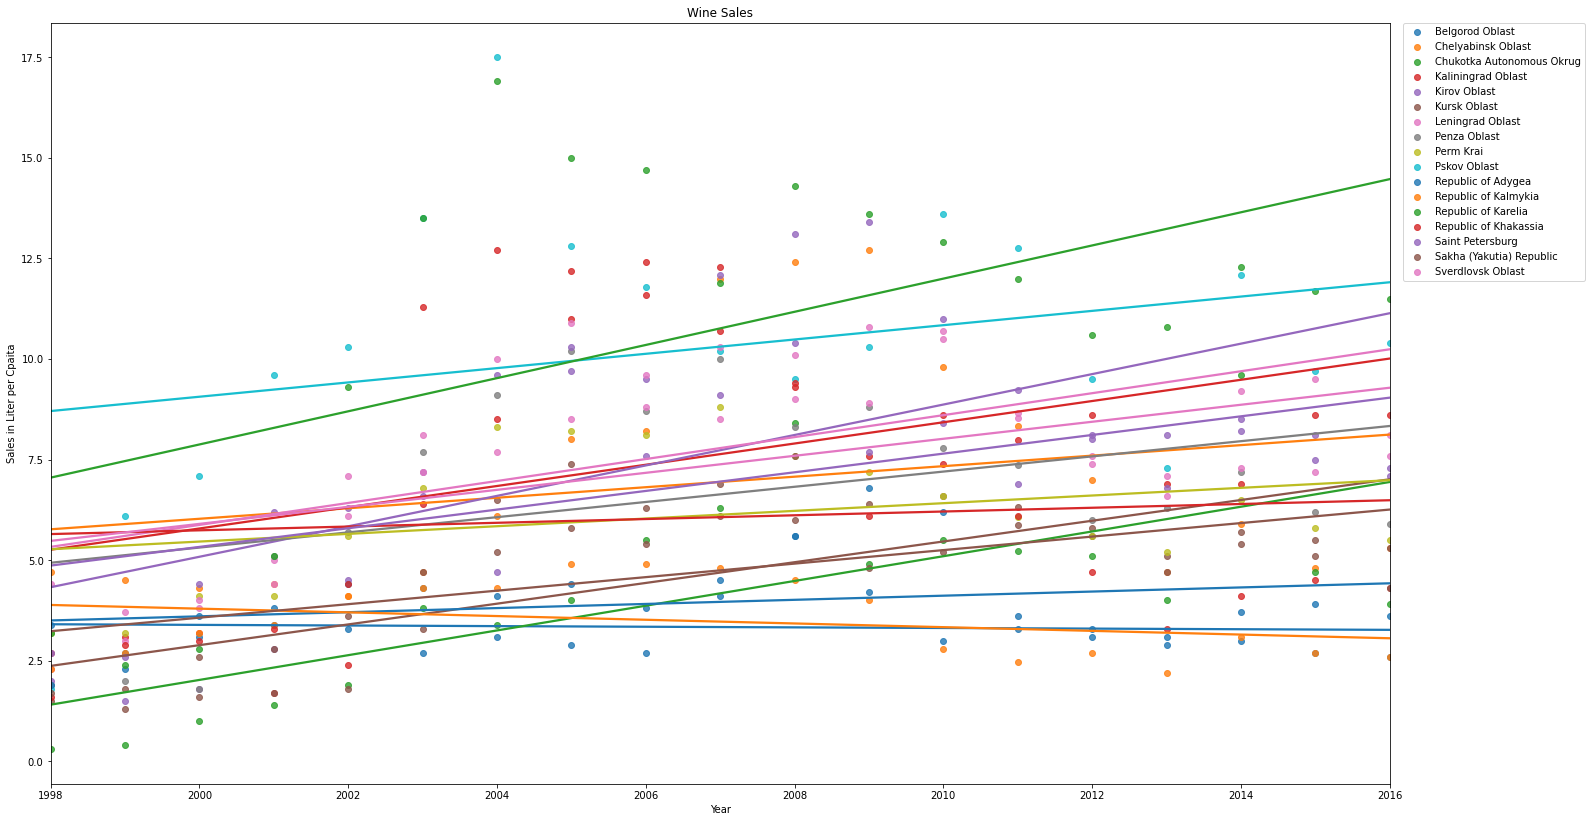 Wine Sales
Sales in Liter per Cpaita
17.5
15.0
12.5
10.0
7.5
5.0
2.5
0.0
1998 2000 2002 2004 2006 2008 2010 2012 2014 2016
Year
Belgorod Oblast
Chelyabinsk Oblast
Chukotka Autonomous Okrug
Kaliningrad Oblast
Kirov Oblast
Kursk Oblast
Leningrad Oblast
Penza Oblast
Perm Krai
Pskov Oblast
Republic of Adygea
Republic of Kalmykia
Republic of Karelia
Republic of Khakassia
Saint Petersburg
Sakha (Yakutia) Republic
Sverdlovsk Oblast